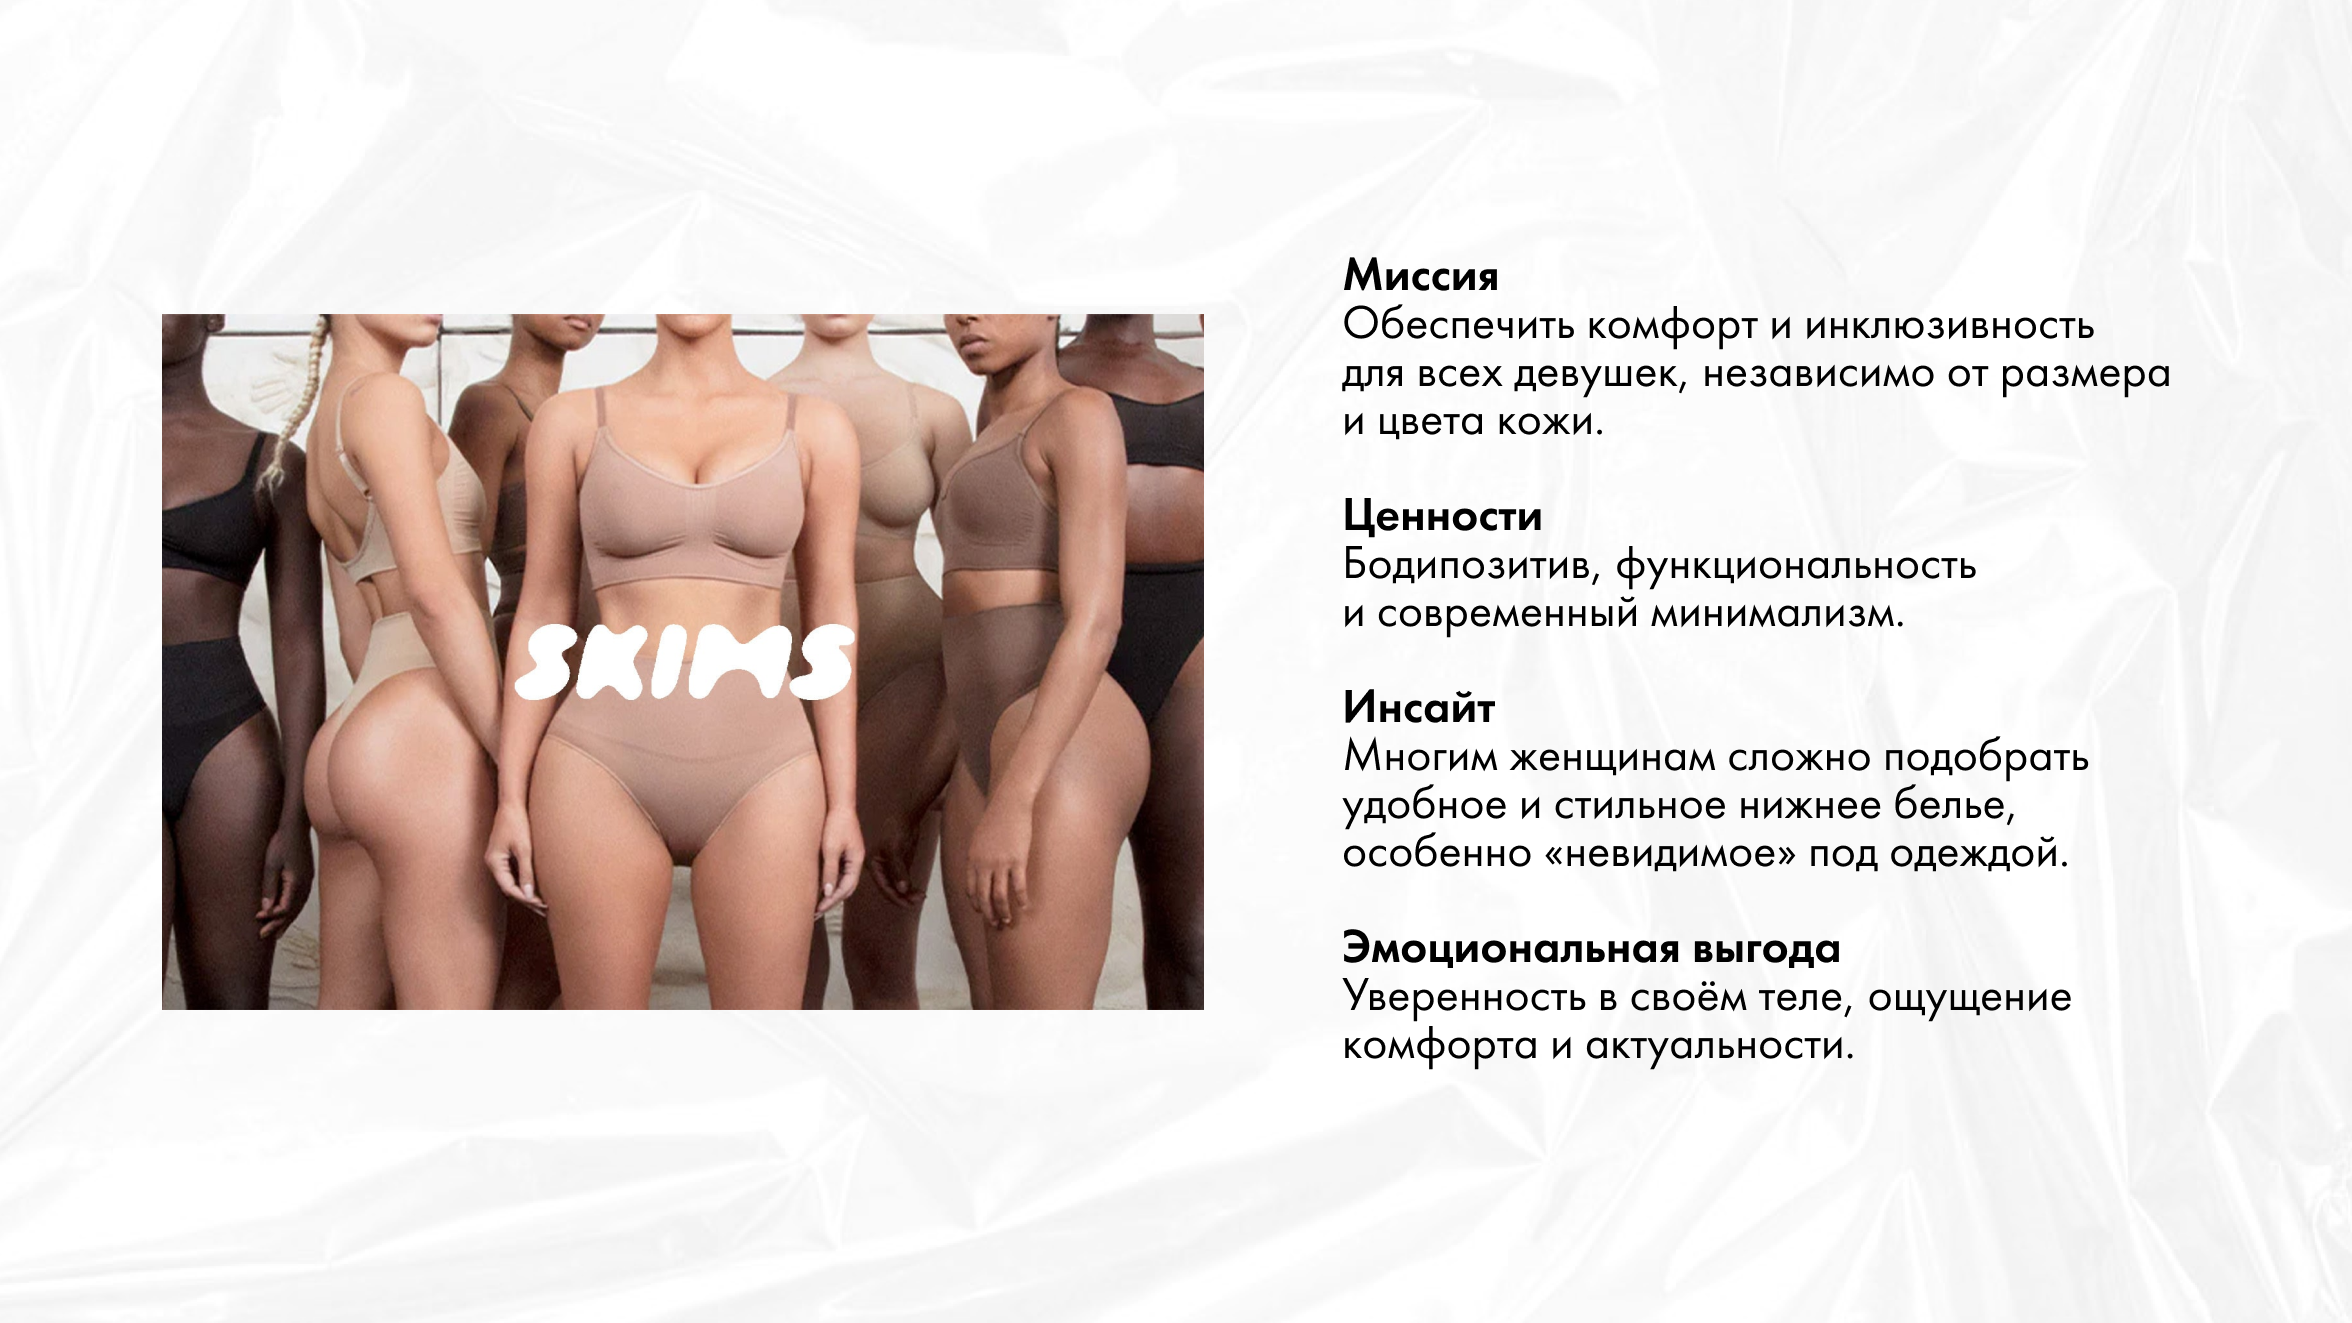 SKIMS
Миссия
Обеспечить комфорт и инклюзивность
для всех девушек, независимо от размера
и цвета кожи.
Ценности
Бодипозитив, функциональность
и современный минимализм.
Инсайт
Многим женщинам сложно подобрать
удобное и стильное нижнее белье,
особенно «невидимое» под одеждой.
Эмоциональная выгода
Уверенность в своём теле, ощущение
комфорта и актуальности.